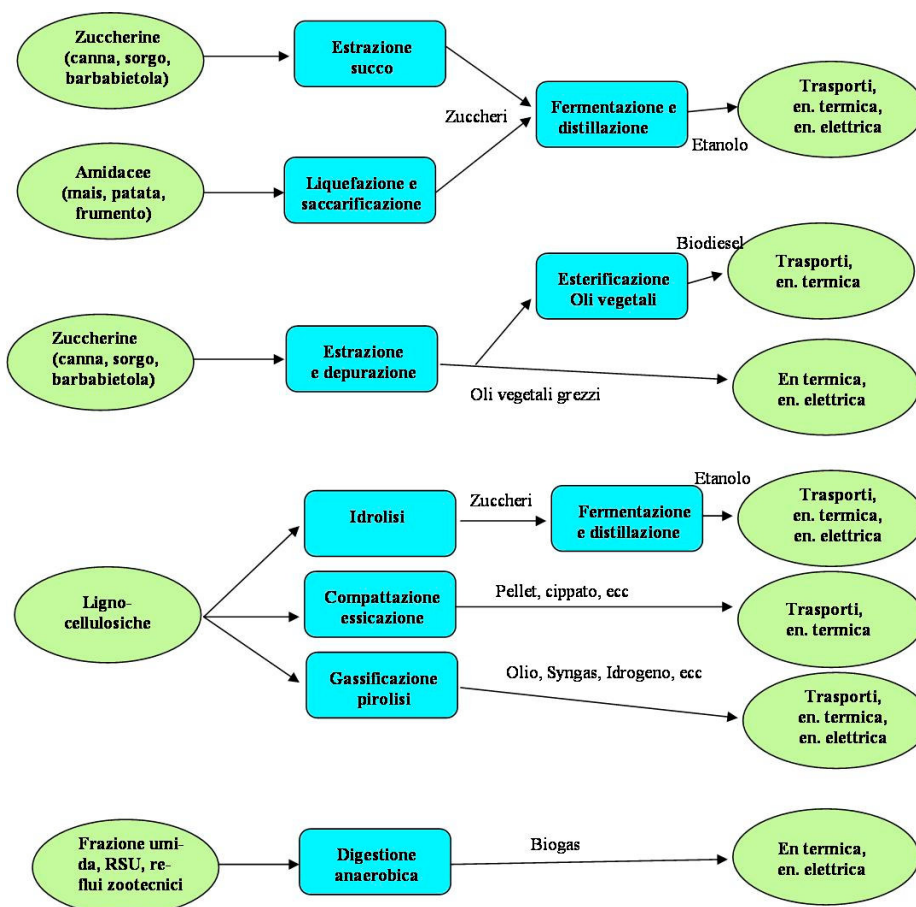 Zuccherine
(canna, sorgo,
barbabietola)
Estrazione
succo
Zuccheri
Fermentazione e
distillazione
Etanolo
Trasporti,
en. termica,
en. elettrica
Amidacee
(mais, patata,
frumento)
Liquefazione e
saccarificazione
Biodiesel
Esterificazione
Oli vegetali
Trasporti,
en. termica
Zuccherine
(canna, sorgo,
barbabietola)
Estrazione
e depurazione
Oli vegetali grezzi
En termica,
en. elettrica
Idrolisi
Zuccheri
Fermentazione
e distillazione
Etanolo
Trasporti,
en. termica,
en. elettrica
Ligno-
cellulosiche
Compattazione
essicazione
Pellet, cippato, ecc
Trasporti,
en. termica
Gassificazione
pirolisi
Olio, Syngas, Idrogeno, ecc
Trasporti,
en. termica,
en. elettrica
Frazione umi-
da, RSU, re-
flui zootecnici
Digestione
anaerobica
Biogas
En termica,
en. elettrica